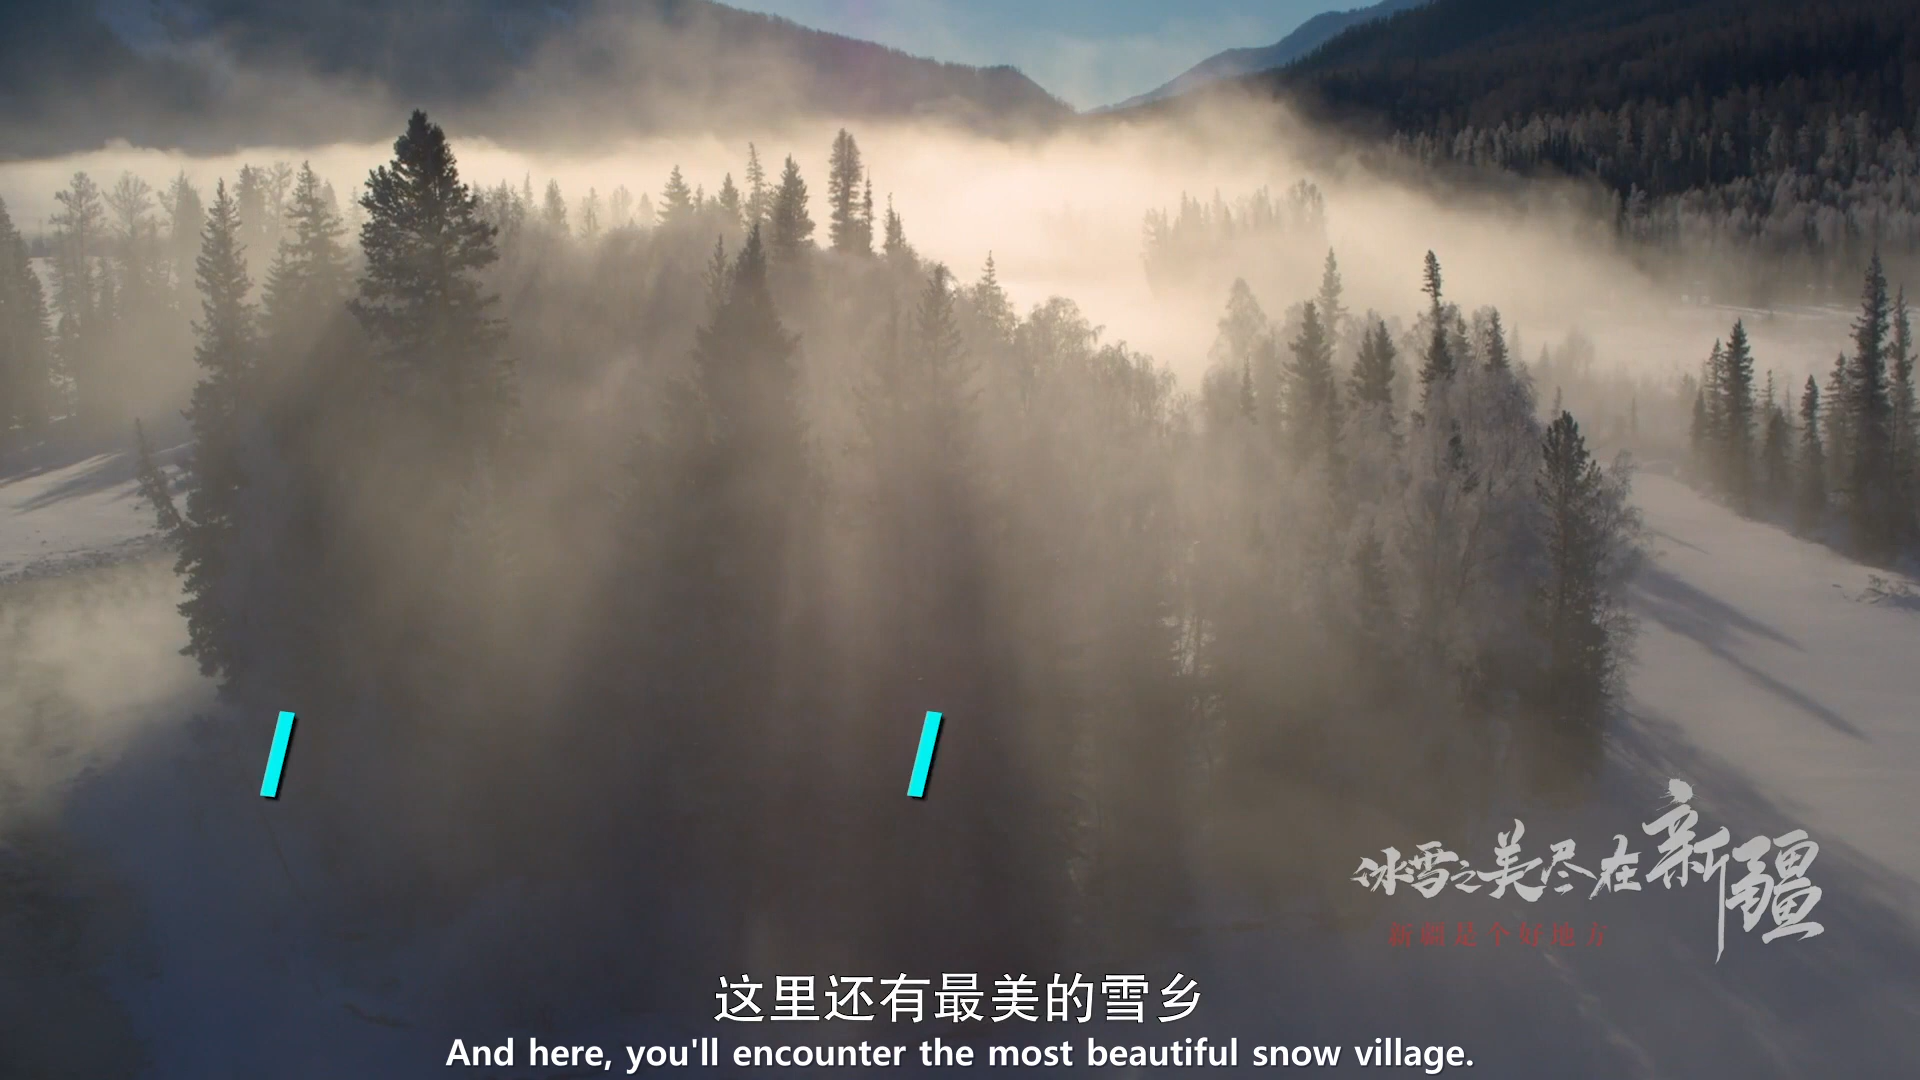 冰雪之美尽在新疆
新疆是个好地方
这里还有最美的雪乡
And here, you'll encounter the most beautiful snow village.